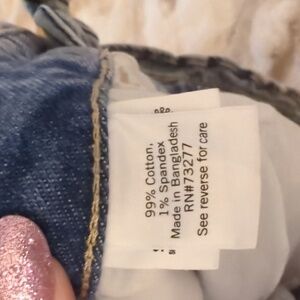 99% Cotton,
1% Spandex
Made in Bangladesh
RN#73277
See reverse for care